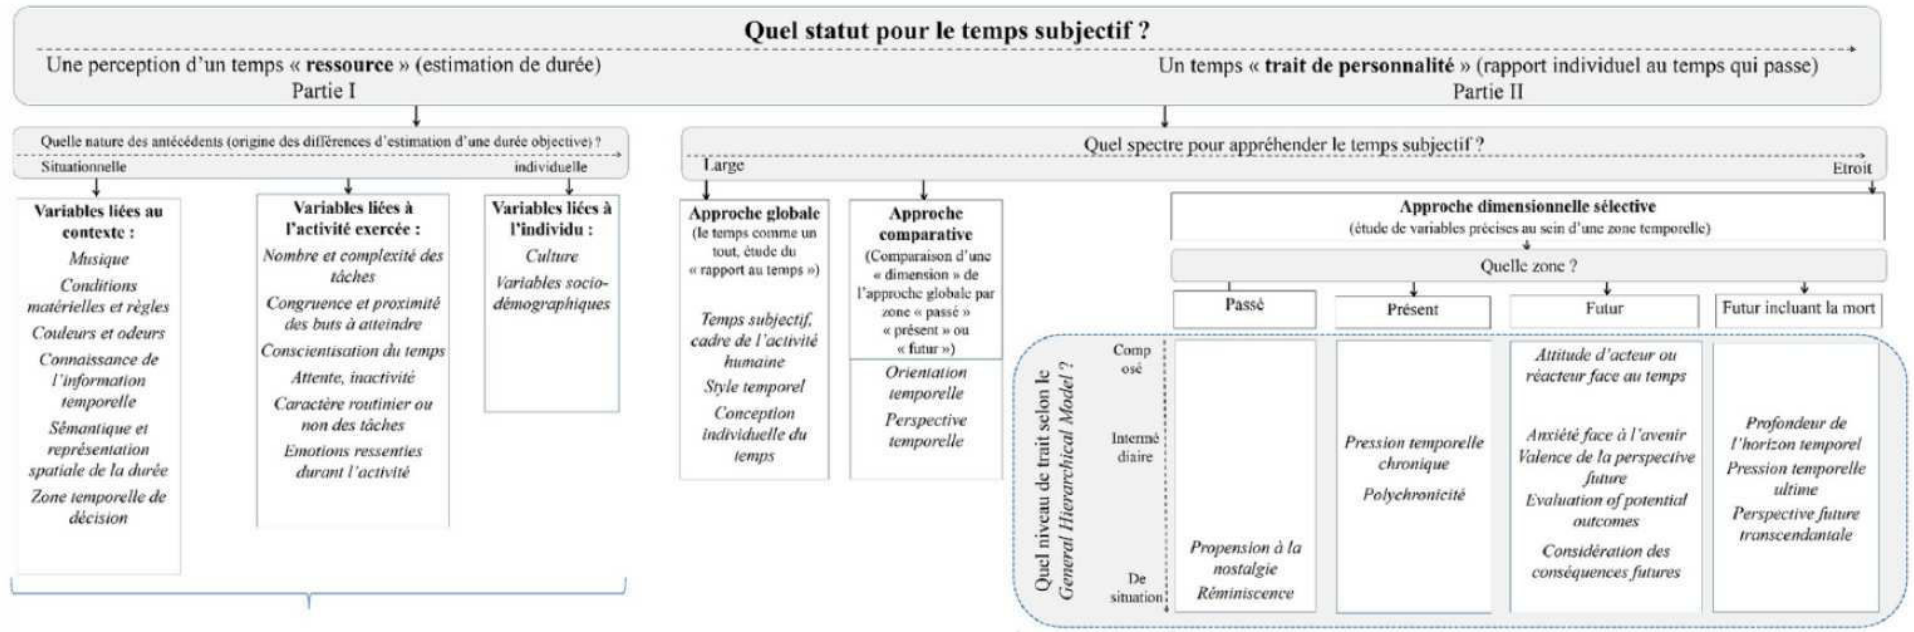 Quel statut pour le temps subjectif ?
Une perception d'un temps « ressource » (estimation de durée)
Partie I
Un temps « trait de personnalité » (rapport individuel au temps qui passe)
Partie II
Quelle nature des antécédents (origine des différences d'estimation d'une durée objective) ?
Situationnelle
individuelle
Variables liées au
contexte :
Musique
Conditions
matérielles et règles
Couleurs et odeurs
Connaissance de
l'information
temporelle
Sémantique et
représentation
spatiale de la durée
Zone temporelle de
décision
Variables liées à
l'activité exercée :
Nombre et complexité des
tâches
Congruence et proximité
des buts à atteindre
Conscientisation du temps
Attente, inactivité
Caractère routinier ou
non des tâches
Emotions ressenties
durant l'activité
Variables liées à
l'individu :
Culture
Variables socio-
démographiques
Quel spectre pour appréhender le temps subjectif ?
Large
Etroit
Approche globale
(le temps comme un
tout, étude du
« rapport au temps »)
Temps subjectif,
cadre de l'activité
humaine
Style temporel
Conception
individuelle du
temps
Approche
comparative
(Comparaison d'une
« dimension » de
l'approche globale par
zone « passé »
« présent » ou
« futur »)
Orientation
temporelle
Perspective
temporelle
Approche dimensionnelle sélective
(étude de variables précises au sein d'une zone temporelle)
Quelle zone ?
Passé
Présent
Futur
Futur incluant la mort
Quel niveau de trait selon le
General Hierarchical Model ?
Comp
osé
Intermé
diaire
De
situation
Propension à la
nostalgie
Réminiscence
Pression temporelle
chronique
Polychronicité
Attitude d'acteur ou
réacteur face au temps
Anxiété face à l'avenir
Valence de la perspective
future
Evaluation of potential
outcomes
Considération des
conséquences futures
Profondeur de
l'horizon temporel
Pression temporelle
ultime
Perspective future
transcendantale